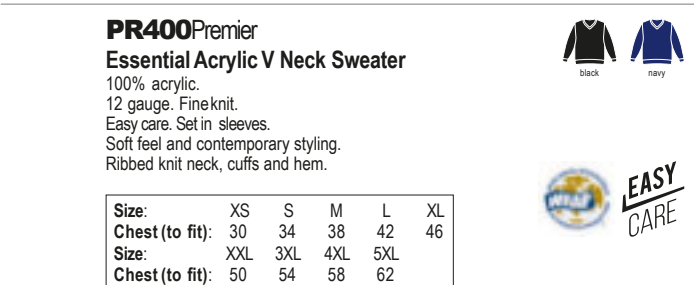 PR400Premier
Essential Acrylic V Neck Sweater
100% acrylic.
12 gauge. Fine knit.
Easy care. Set in sleeves.
Soft feel and contemporary styling.
Ribbed knit neck, cuffs and hem.
black navy
EASY
CARE
Size: XS S M L XL
Chest (to fit): 30 34 38 42 46
Size: XXL 3XL 4XL 5XL
Chest (to fit): 50 54 58 62